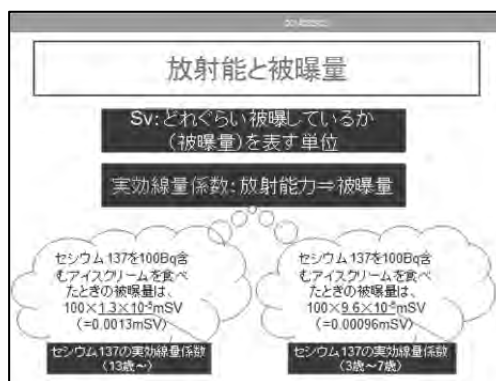 放射能と被曝量
Sv:どれぐらい被曝しているか
(被曝量)を表す単位
実効線量係数:放射能力⇒被曝量
セシウム137を100Bq含
むアイスクリームを食べ
たときの被曝量は、
100×1.3×10⁻⁵mSV
(=0.0013mSV)
セシウム137の実効線量係数
(13歳~)
セシウム137を100Bq含
むアイスクリームを食べ
たときの被曝量は、
100×9.6×10⁻⁶mSV
(=0.00096mSV)
セシウム137の実効線量係数
(3歳~7歳)